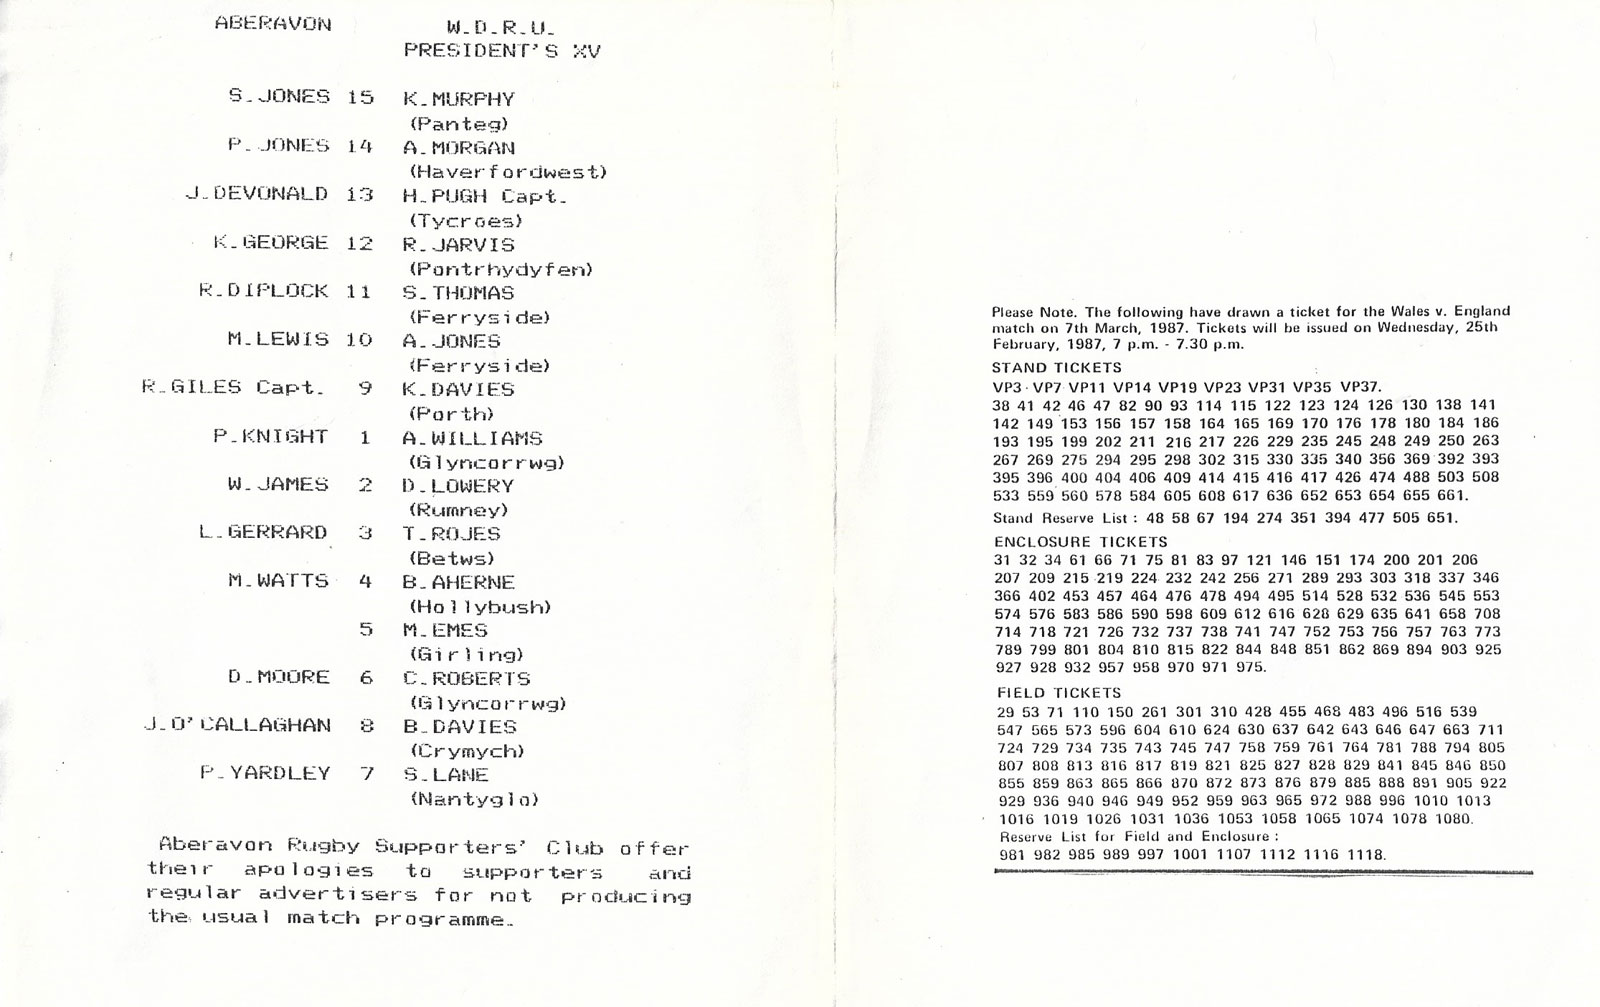 ABERAVON W.D.R.U.
PRESIDENT'S XV
S.JONES 15 K.MURPHY
(Panteg)
P.JONES 14 A.MORGAN
(Haverfordwest)
J.DEVONALD 13 H.PUGH Capt.
(Tycroes)
K.GEORGE 12 R.JARVIS
(Pontrhydyfen)
R.DIPLOCK 11 S.THOMAS
(Ferryside)
M.LEWIS 10 A.JONES
(Ferryside)
R.GILES Capt. 9 K.DAVIES
(Porth)
P.KNIGHT 1 A.WILLIAMS
(Glyncorrwg)
W.JAMES 2 D.LOWERY
(Rumney)
L.GERRARD 3 T.ROJES
(Betws)
M.WATTS 4 B.AHERNE
(Hollybush)
5 M.EMES
(Girling)
D.MOORE 6 C.ROBERTS
(Glyncorrwg)
J.O'CALLAGHAN 8 B.DAVIES
(Crymych)
P.YARDLEY 7 S.LANE
(Nantyglo)
Aberavon Rugby Supporters' Club offer
their apologies to supporters and
regular advertisers for not producing
the usual match programme.
Please Note. The following have drawn a ticket for the Wales v. England
match on 7th March, 1987. Tickets will be issued on Wednesday, 25th
February, 1987, 7 p.m. - 7.30 p.m.
STAND TICKETS
VP3 VP7 VP11 VP14 VP19 VP23 VP31 VP35 VP37.
38 41 42 46 47 82 90 93 114 115 122 123 124 126 130 138 141
142 149 153 156 157 158 164 165 169 170 176 178 180 184 186
193 195 199 202 211 216 217 226 229 235 245 248 249 250 263
267 269 275 294 295 298 302 315 330 335 340 356 369 392 393
395 396 400 404 406 409 414 415 416 417 426 474 488 503 508
533 559 560 578 584 605 608 617 636 652 653 654 655 661.
Stand Reserve List : 48 58 67 194 274 351 394 477 505 651.
ENCLOSURE TICKETS
31 32 34 61 66 71 75 81 83 97 121 146 151 174 200 201 206
207 209 215 219 224 232 242 256 271 289 293 303 318 337 346
366 402 453 457 464 476 478 494 495 514 528 532 536 545 553
574 576 583 586 590 598 609 612 616 628 629 635 641 658 708
714 718 721 726 732 737 738 741 747 752 753 756 757 763 773
789 799 801 804 810 815 822 844 848 851 862 869 894 903 925
927 928 932 957 958 970 971 975.
FIELD TICKETS
29 53 71 110 150 261 301 310 428 455 468 483 496 516 539
547 565 573 596 604 610 624 630 637 642 643 646 647 663 711
724 729 734 735 743 745 747 758 759 761 764 781 788 794 805
807 808 813 816 817 819 821 825 827 828 829 841 845 846 850
855 859 863 865 866 870 872 873 876 879 885 888 891 905 922
929 936 940 946 949 952 959 963 965 972 988 996 1010 1013
1016 1019 1026 1031 1036 1053 1058 1065 1074 1078 1080.
Reserve List for Field and Enclosure :
981 982 985 989 997 1001 1107 1112 1116 1118.